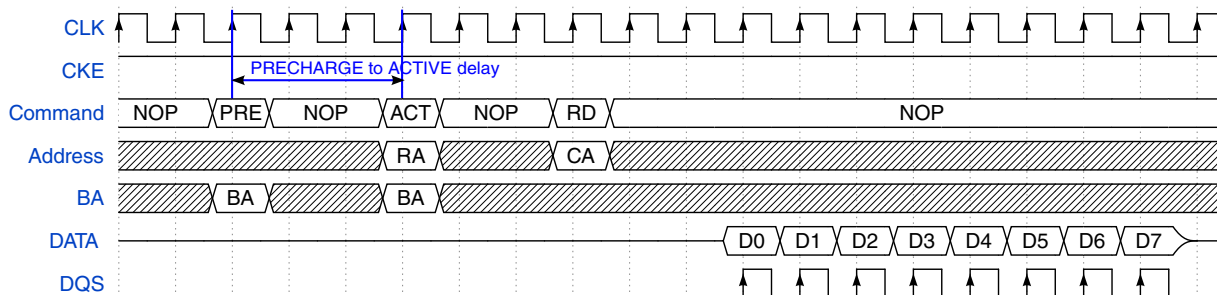 CLK
CKE PRECHARGE to ACTIVE delay
Command NOP PRE NOP ACT NOP RD NOP
Address RA CA
BA BA BA
DATA D0 D1 D2 D3 D4 D5 D6 D7
DQS